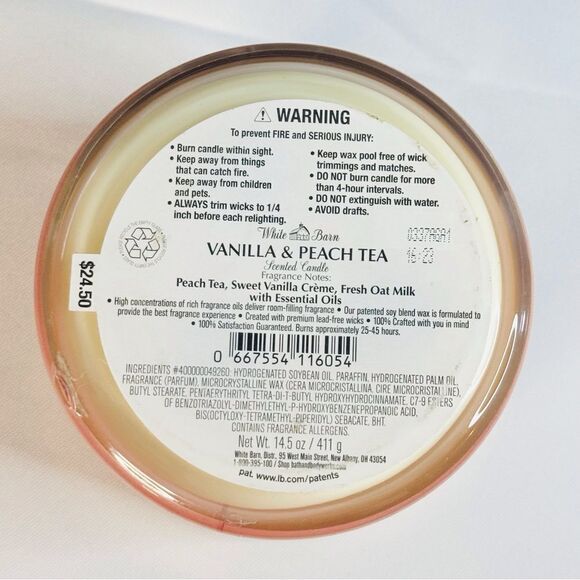 ⚠ WARNING
To prevent FIRE and SERIOUS INJURY:
• Burn candle within sight.
• Keep away from things
that can catch fire.
• Keep away from children
and pets.
• ALWAYS trim wicks to 1/4
inch before each relighting.
• Keep wax pool free of wick
trimmings and matches.
• DO NOT burn candle for more
than 4-hour intervals.
• DO NOT extinguish with water.
• AVOID drafts.
White Barn
VANILLA & PEACH TEA
Scented Candle
0337AQA1
16:23
Fragrance Notes:
Peach Tea, Sweet Vanilla Crème, Fresh Oat Milk
with Essential Oils
• High concentrations of rich fragrance oils deliver room-filling fragrance • Our patented soy blend wax is formulated to
provide the best fragrance experience • Created with premium lead-free wicks • 100% Crafted with you in mind
• 100% Satisfaction Guaranteed. Burns approximately 25-45 hours.
$24.50
0 667554 116054
INGREDIENTS #400000049260: HYDROGENATED SOYBEAN OIL, PARAFFIN, HYDROGENATED PALM OIL,
FRAGRANCE (PARFUM), MICROCRYSTALLINE WAX (CERA MICROCRISTALLINA, CIRE MICROCRISTALLINE),
BUTYL STEARATE, PENTAERYTHRITYL TETRA-DI-T-BUTYL HYDROXYHYDROCINNAMATE, C7-9 ESTERS
OF BENZOTRIAZOLYL-DIMETHYLETHYL-P-HYDROXYBENZENEPROPANOIC ACID,
BIS(OCTYLOXY-TETRAMETHYL-PIPERIDYL) SEBACATE, BHT.
CONTAINS FRAGRANCE ALLERGENS.
Net Wt. 14.5 oz / 411 g
White Barn, Distr. 95 West Main Street, New Albany, OH 43054
1-800-395-100 / Shop bathandbodyworks.com
pat. www.lb.com/patents